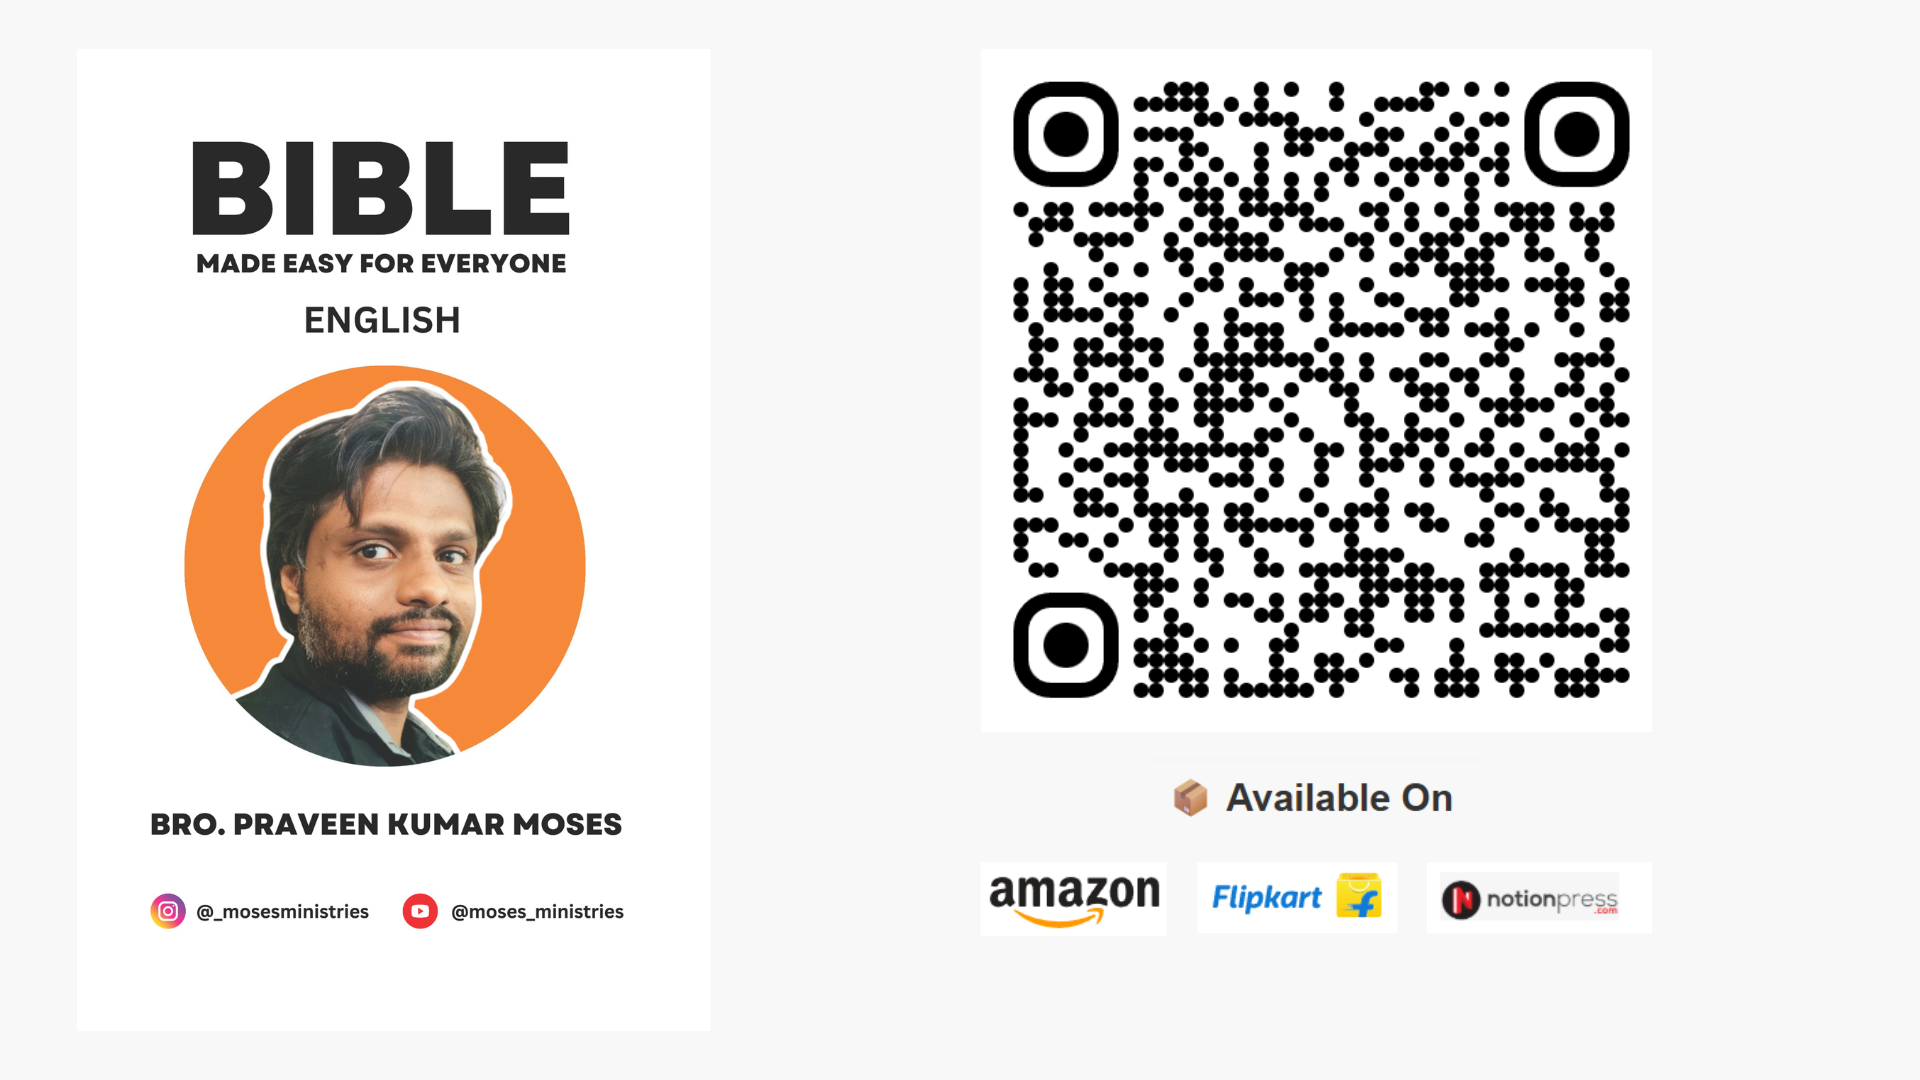 BIBLE
MADE EASY FOR EVERYONE
ENGLISH
BRO. PRAVEEN KUMAR MOSES
@_mosesministries
@moses_ministries
Available On
amazon
Flipkart
notionpress
.com